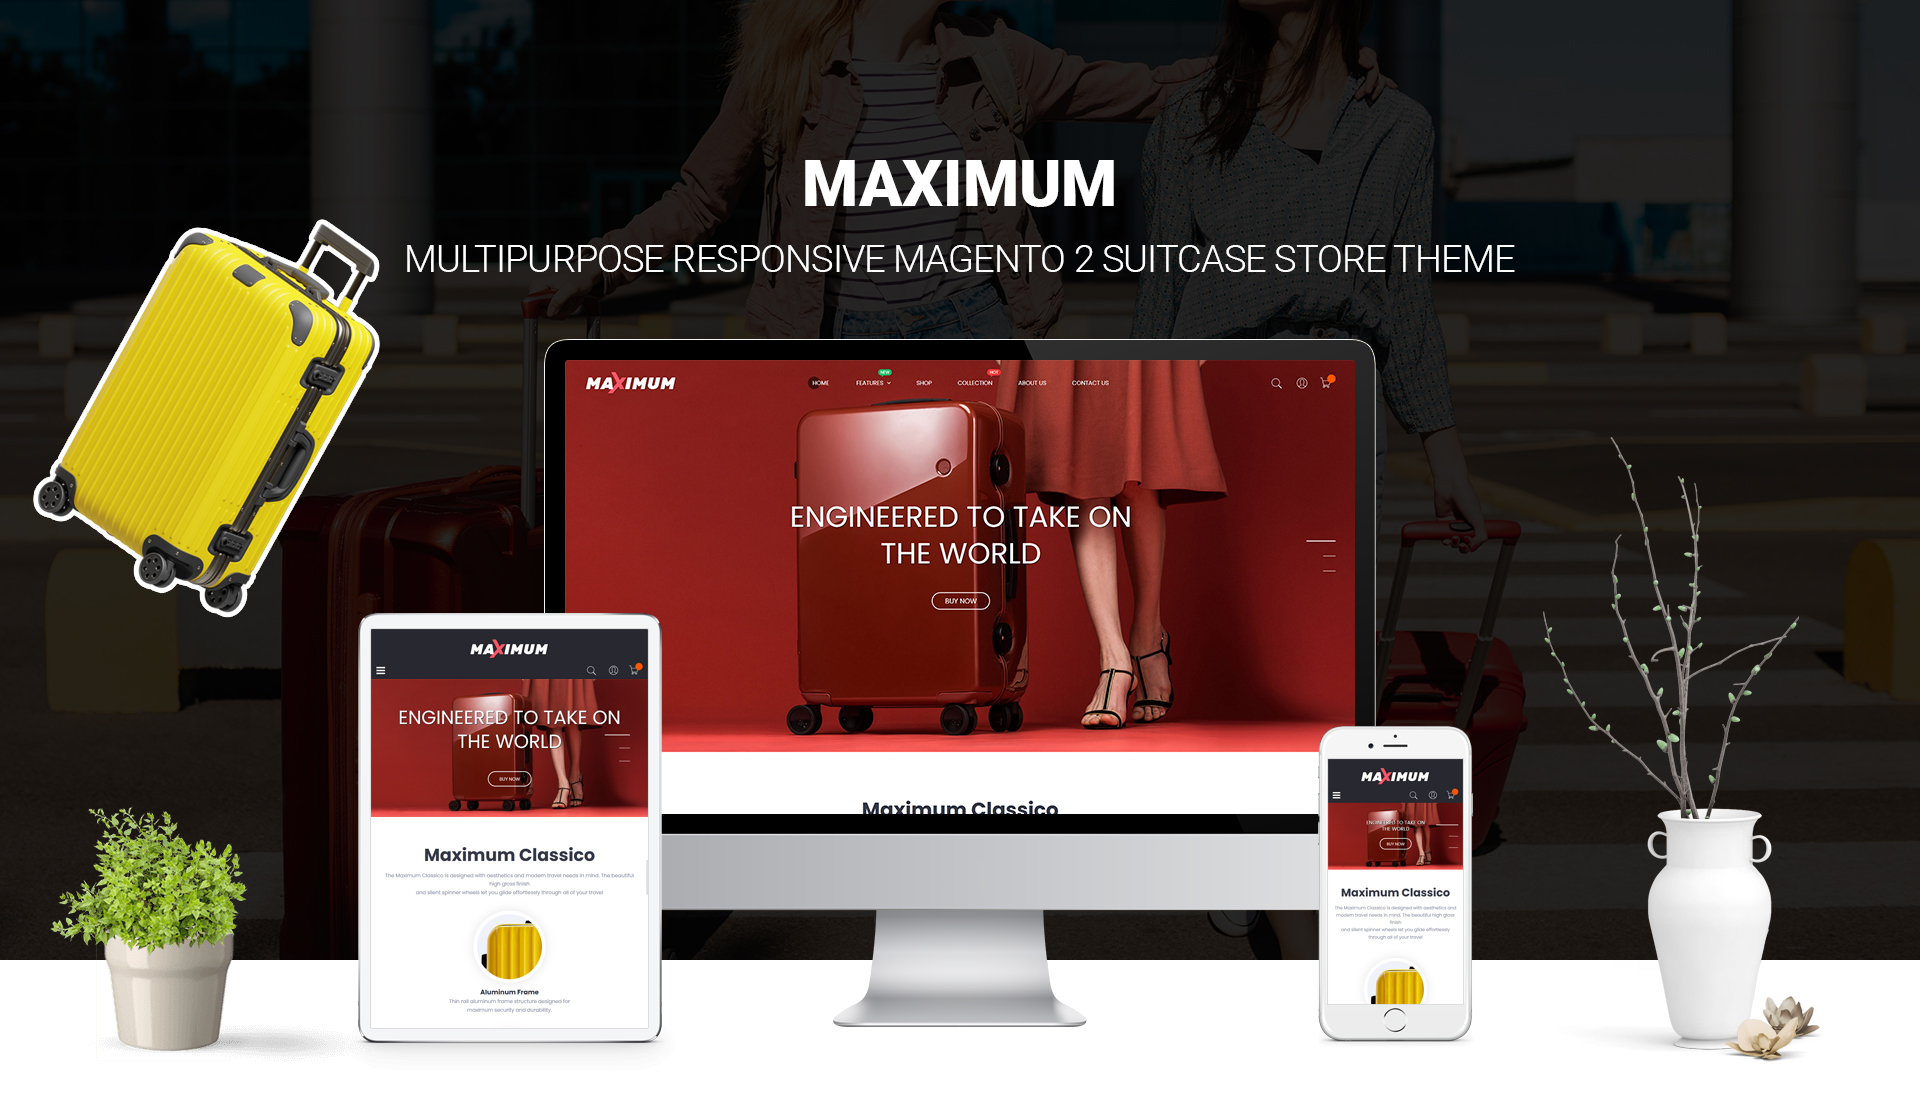 MAXIMUM
MULTIPURPOSE RESPONSIVE MAGENTO 2 SUITCASE STORE THEME
MAXIMUM
HOME FEATURES NEW SHOP COLLECTION HOT ABOUT US CONTACT US
ENGINEERED TO TAKE ON
THE WORLD
BUY NOW
Maximum Classico
MAXIMUM
ENGINEERED TO TAKE ON
THE WORLD
BUY NOW
Maximum Classico
The Maximum Classico is designed with aesthetics and modern travel needs in mind. The beautiful
high gloss finish
and silent spinner wheels let you glide effortlessly through all of your travel
Aluminum Frame
Thin rail aluminum frame structure designed for
maximum security and durability.
MAXIMUM
ENGINEERED TO TAKE ON
THE WORLD
BUY NOW
Maximum Classico
The Maximum Classico is designed with aesthetics and
modern travel needs in mind. The beautiful high gloss
finish
and silent spinner wheels let you glide effortlessly
through all of your travel